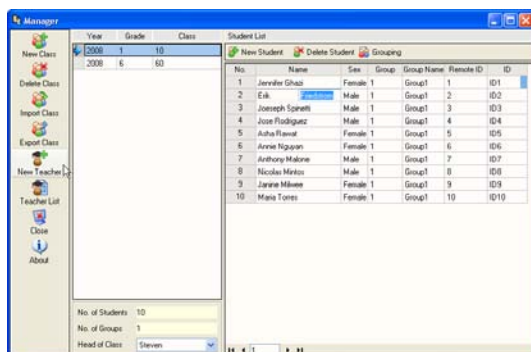 Manager
New Class
Delete Class
Import Class
Export Class
New Teacher
Teacher List
Close
About
Year Grade Class
2008 1 10
2008 6 60
No. of Students 10
No. of Groups 1
Head of Class Steven
Student List
New Student Delete Student Grouping
No. Name Sex Group Group Name Remote ID ID
1 Jennifer Ghazi Female 1 Group1 1 ID1
2 Erik Male 1 Group1 2 ID2
3 Joeseph Spinetti Male 1 Group1 3 ID3
4 Jose Rodriguez Male 1 Group1 4 ID4
5 Asha Rawat Female 1 Group1 5 ID5
6 Annie Nguyan Female 1 Group1 6 ID6
7 Anthony Malone Male 1 Group1 7 ID7
8 Nicolas Mintos Male 1 Group1 8 ID8
9 Janine Milwee Female 1 Group1 9 ID9
10 Maria Torres Female 1 Group1 10 ID10
1